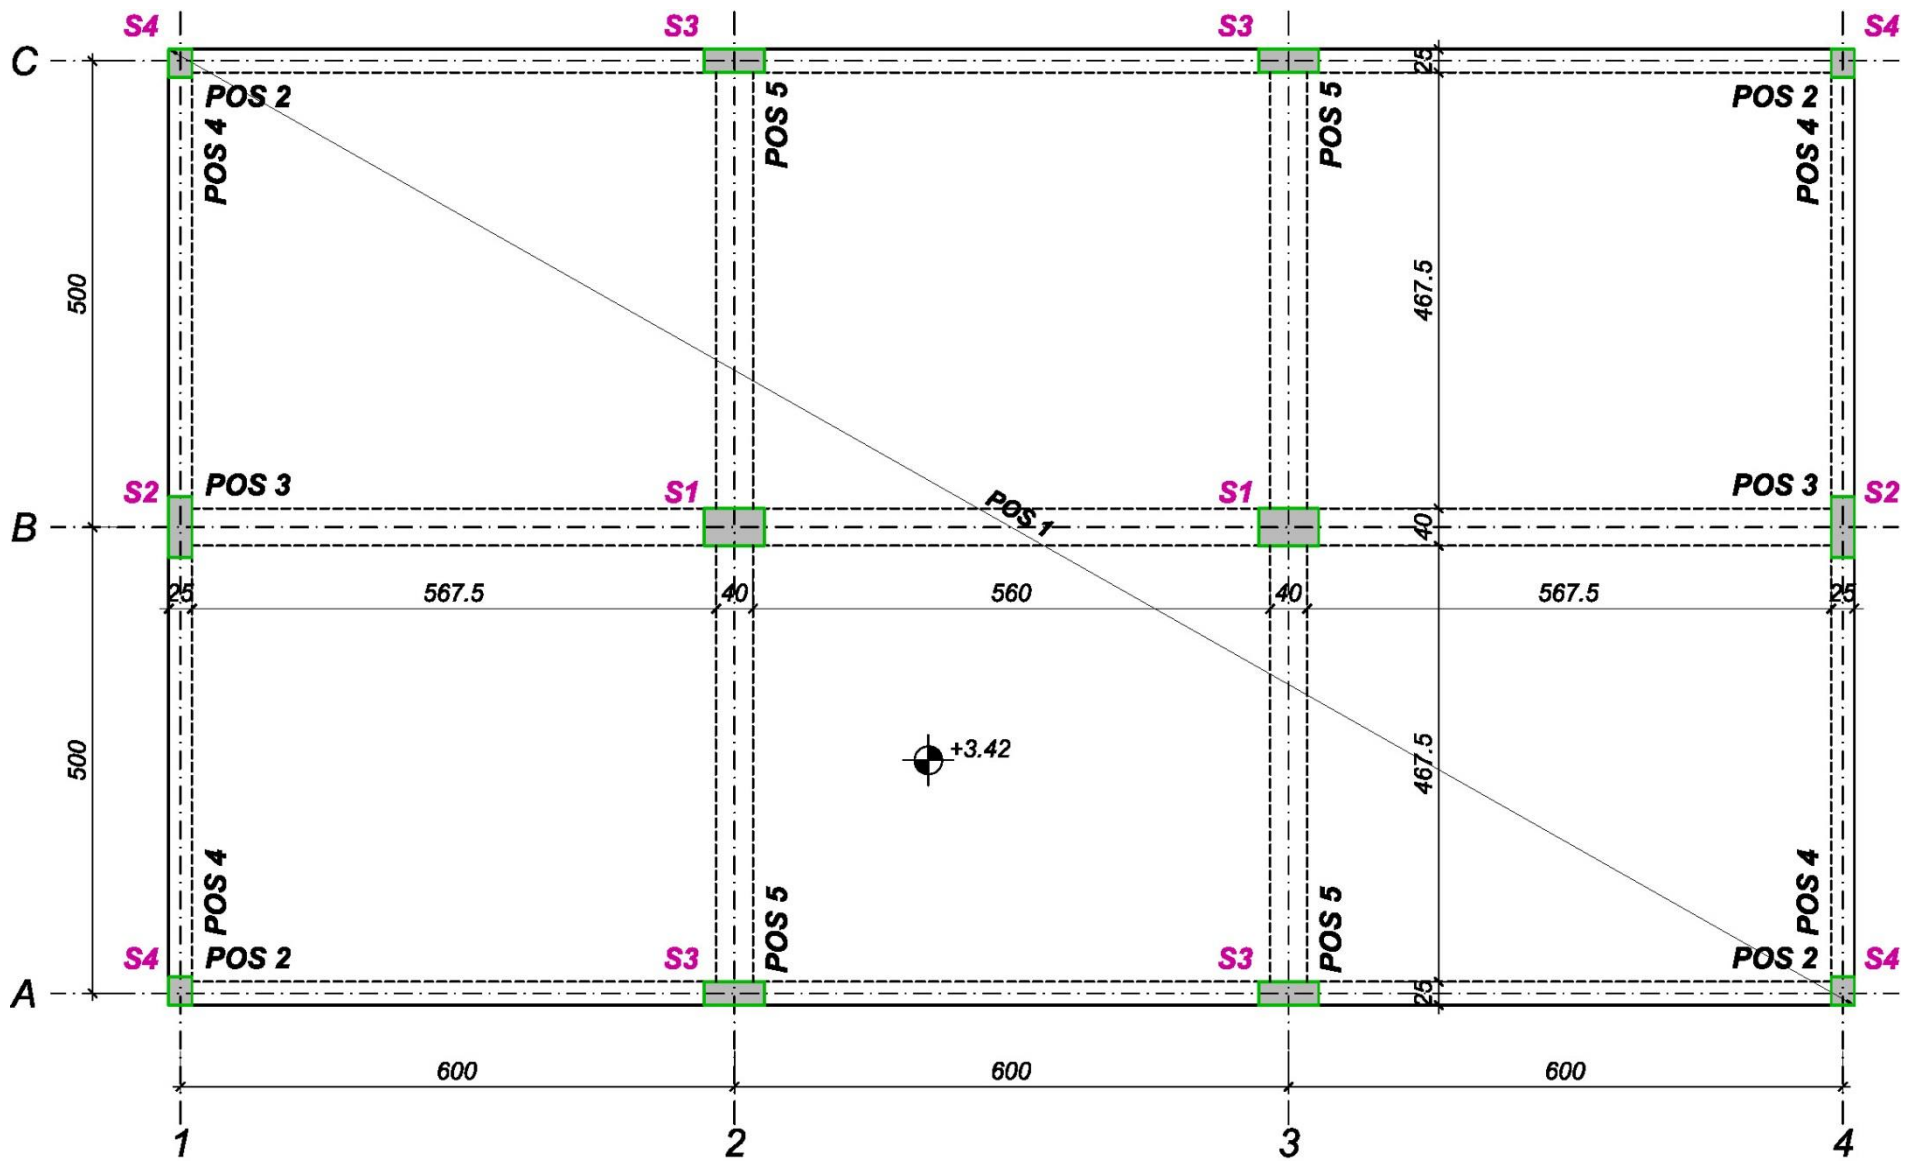 S4 S3 S3 S4
C
25
POS 2 POS 2
POS 4 POS 5 POS 5 POS 4
500 467.5
S2 POS 3 S1 S1 POS 3 S2
POS 1
B 40
25 567.5 40 560 40 567.5 25
500 +3.42 467.5
POS 4 POS 5 POS 5 POS 4
S4 POS 2 S3 S3 POS 2 S4
A 25
600 600 600
1 2 3 4